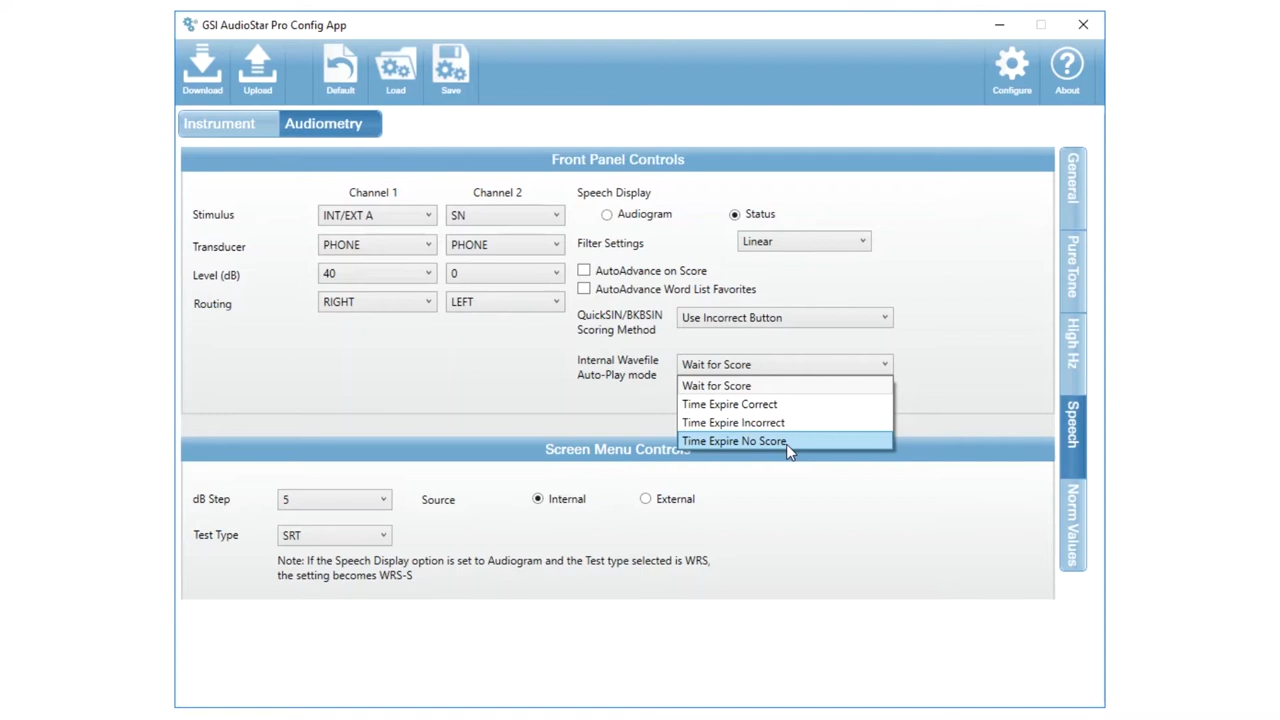 GSI AudioStar Pro Config App
Download
Upload
Default
Load
Save
Configure
About
Instrument
Audiometry
Front Panel Controls
Channel 1
Channel 2
Stimulus
INT/EXT A
SN
Transducer
PHONE
PHONE
Level (dB)
40
0
Routing
RIGHT
LEFT
Speech Display
Audiogram
Status
Filter Settings
Linear
AutoAdvance on Score
AutoAdvance Word List Favorites
QuickSIN/BKBSIN
Scoring Method
Use Incorrect Button
Internal Wavefile
Auto-Play mode
Wait for Score
Wait for Score
Time Expire Correct
Time Expire Incorrect
Time Expire No Score
Screen Menu Controls
dB Step
5
Source
Internal
External
Test Type
SRT
Note: If the Speech Display option is set to Audiogram and the Test type selected is WRS,
the setting becomes WRS-S
General
Pure Tone
High Hz
Speech
Norm Values